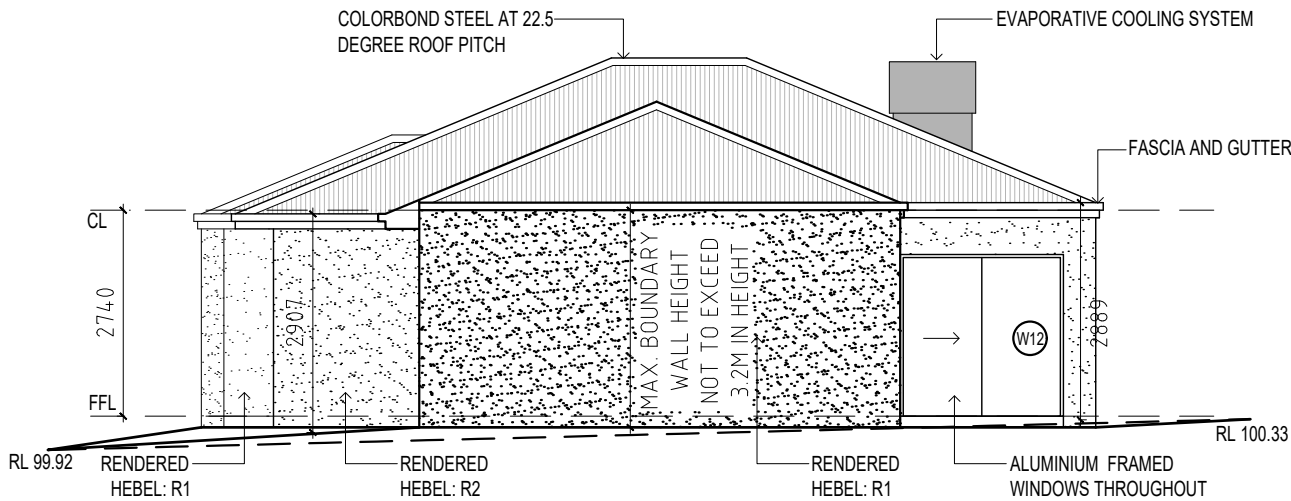 COLORBOND STEEL AT 22.5
DEGREE ROOF PITCH
EVAPORATIVE COOLING SYSTEM
FASCIA AND GUTTER
CL
2740
2907
MAX. BOUNDARY
WALL HEIGHT
NOT TO EXCEED
3.2M IN HEIGHT
W12
2889
FFL
RL 99.92
RL 100.33
RENDERED
HEBEL: R1
RENDERED
HEBEL: R2
RENDERED
HEBEL: R1
ALUMINIUM FRAMED
WINDOWS THROUGHOUT